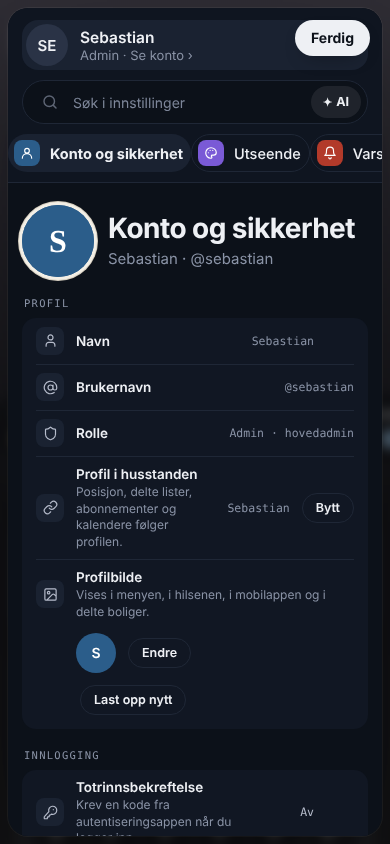 SE
Sebastian
Admin · Se konto ›
Ferdig
Søk i innstillinger
AI
Konto og sikkerhet
Utseende
Vars
S
Konto og sikkerhet
Sebastian · @sebastian
PROFIL
Navn
Sebastian
Brukernavn
@sebastian
Rolle
Admin · hovedadmin
Profil i husstanden
Posisjon, delte lister,
abonnementer og
kalendere følger
profilen.
Sebastian
Bytt
Profilbilde
Vises i menyen, i hilsenen, i mobilappen og i
delte boliger.
S
Endre
Last opp nytt
INNLOGGING
Totrinnsbekreftelse
Krev en kode fra
autentiseringsappen når du
Av